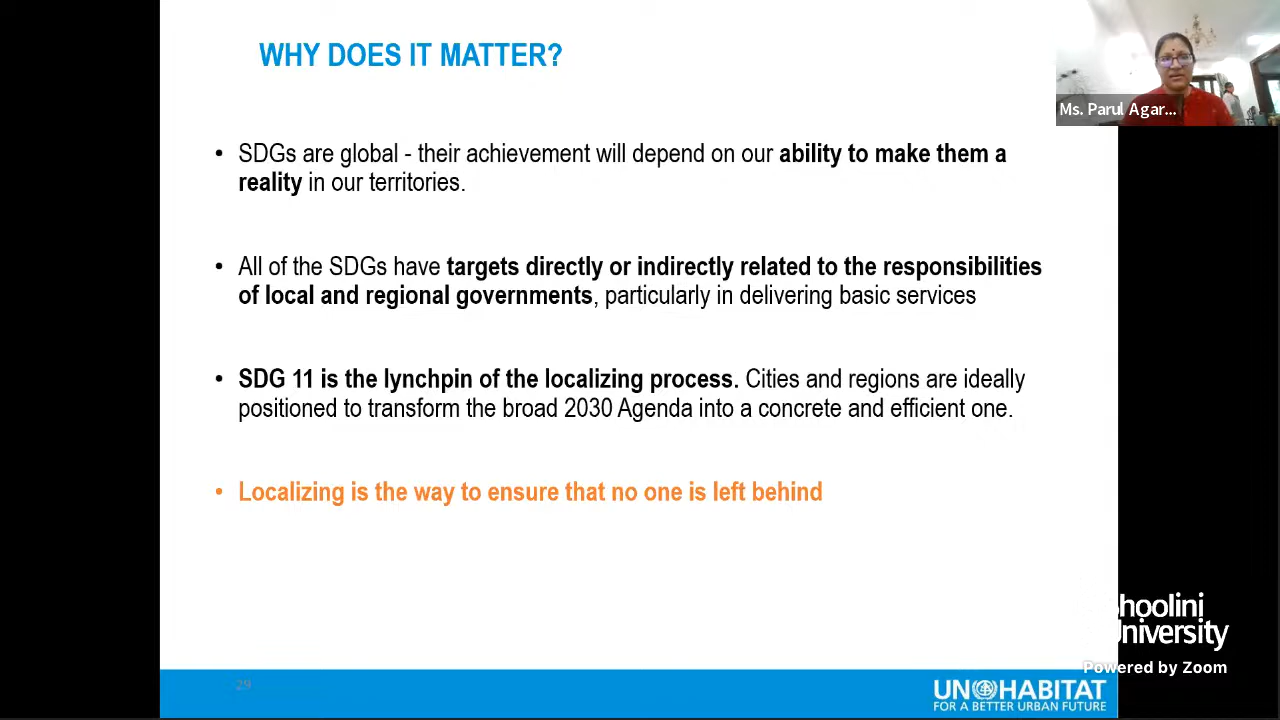 WHY DOES IT MATTER?
Ms. Parul Agar...
• SDGs are global - their achievement will depend on our ability to make them a
reality in our territories.
• All of the SDGs have targets directly or indirectly related to the responsibilities
of local and regional governments, particularly in delivering basic services
• SDG 11 is the lynchpin of the localizing process. Cities and regions are ideally
positioned to transform the broad 2030 Agenda into a concrete and efficient one.
• Localizing is the way to ensure that no one is left behind
Shoolini
University
Powered by Zoom
29
UN HABITAT
FOR A BETTER URBAN FUTURE